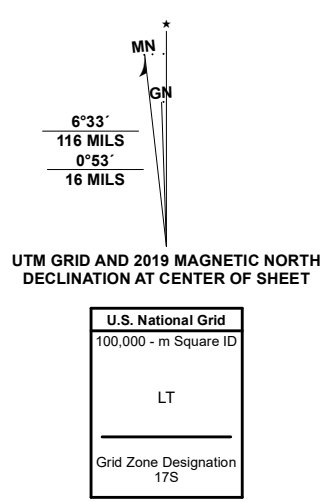 MN
GN
6°33´
116 MILS
0°53´
16 MILS
UTM GRID AND 2019 MAGNETIC NORTH
DECLINATION AT CENTER OF SHEET
U.S. National Grid
100,000 - m Square ID
LT
Grid Zone Designation
17S